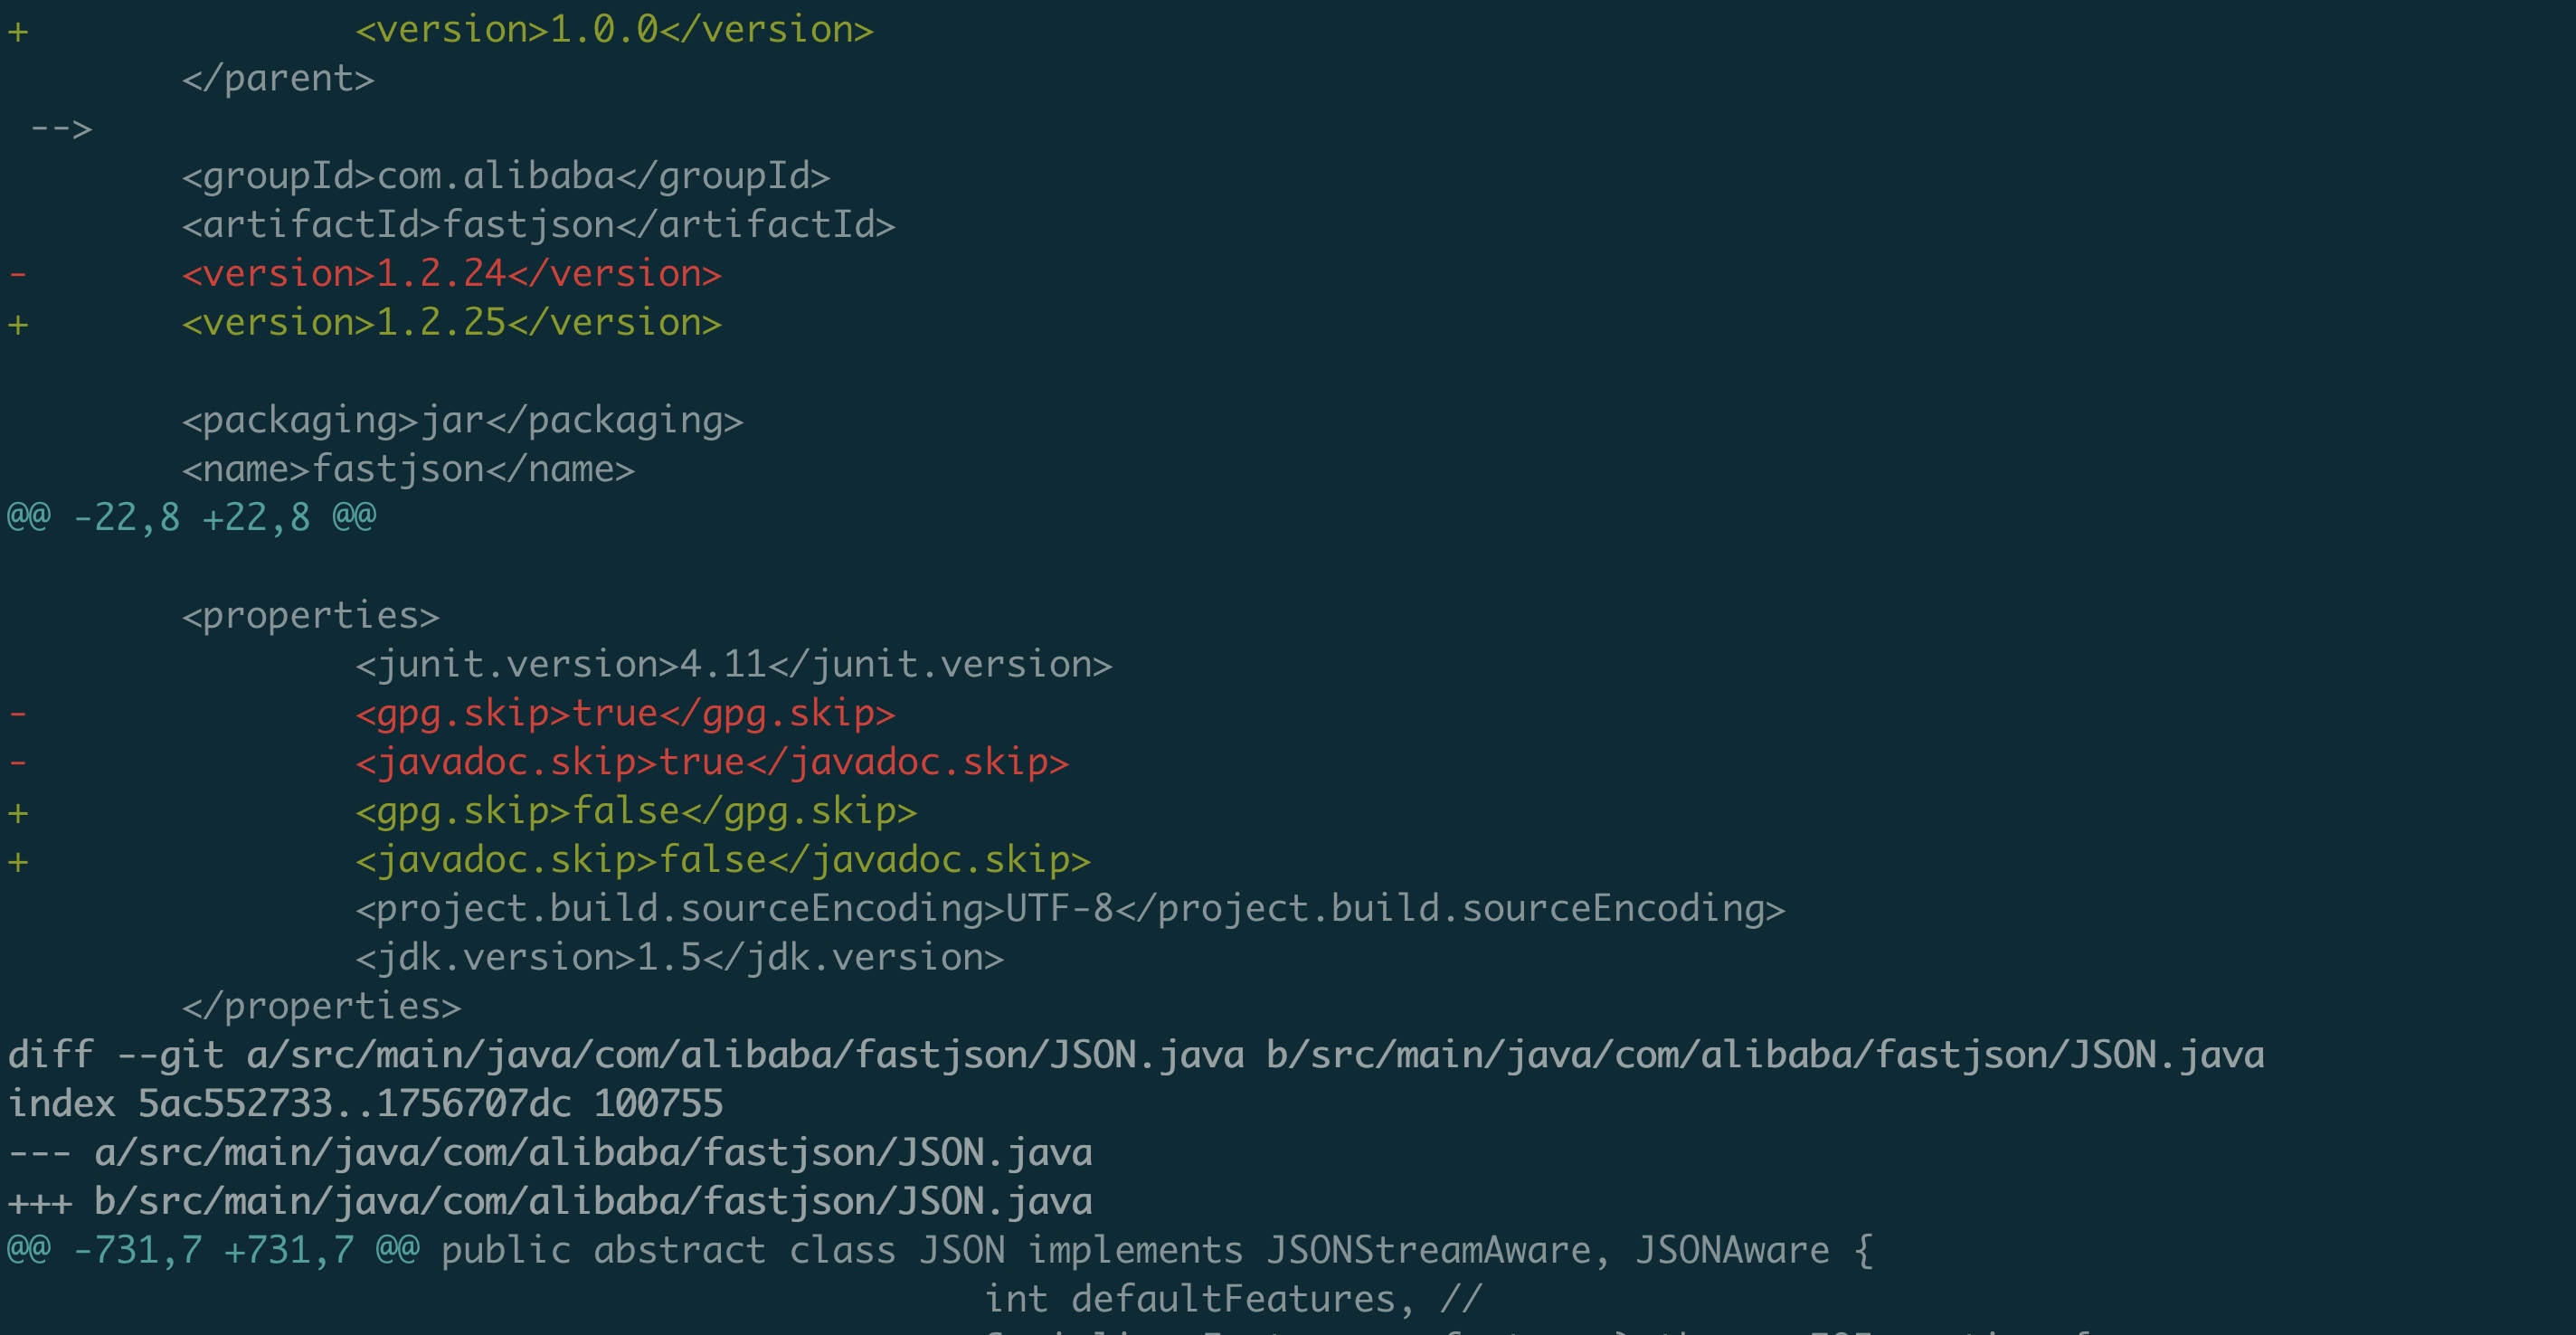 +               <version>1.0.0</version>
        </parent>
 -->
        <groupId>com.alibaba</groupId>
        <artifactId>fastjson</artifactId>
-       <version>1.2.24</version>
+       <version>1.2.25</version>
        <packaging>jar</packaging>
        <name>fastjson</name>
@@ -22,8 +22,8 @@
        <properties>
                <junit.version>4.11</junit.version>
-               <gpg.skip>true</gpg.skip>
-               <javadoc.skip>true</javadoc.skip>
+               <gpg.skip>false</gpg.skip>
+               <javadoc.skip>false</javadoc.skip>
                <project.build.sourceEncoding>UTF-8</project.build.sourceEncoding>
                <jdk.version>1.5</jdk.version>
        </properties>
diff --git a/src/main/java/com/alibaba/fastjson/JSON.java b/src/main/java/com/alibaba/fastjson/JSON.java
index 5ac552733..1756707dc 100755
--- a/src/main/java/com/alibaba/fastjson/JSON.java
+++ b/src/main/java/com/alibaba/fastjson/JSON.java
@@ -731,7 +731,7 @@ public abstract class JSON implements JSONStreamAware, JSONAware {
                                             int defaultFeatures, //